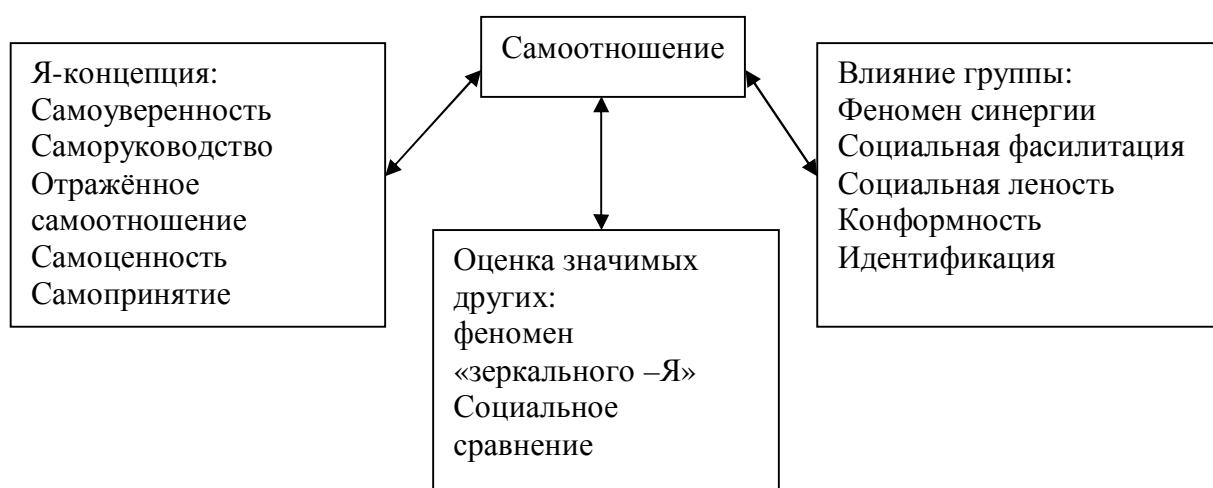 Самоотношение
Я-концепция:
Самоуверенность
Саморуководство
Отражённое
самоотношение
Самоценность
Самопринятие
Оценка значимых
других:
феномен
«зеркального –Я»
Социальное
сравнение
Влияние группы:
Феномен синергии
Социальная фасилитация
Социальная леность
Конформность
Идентификация